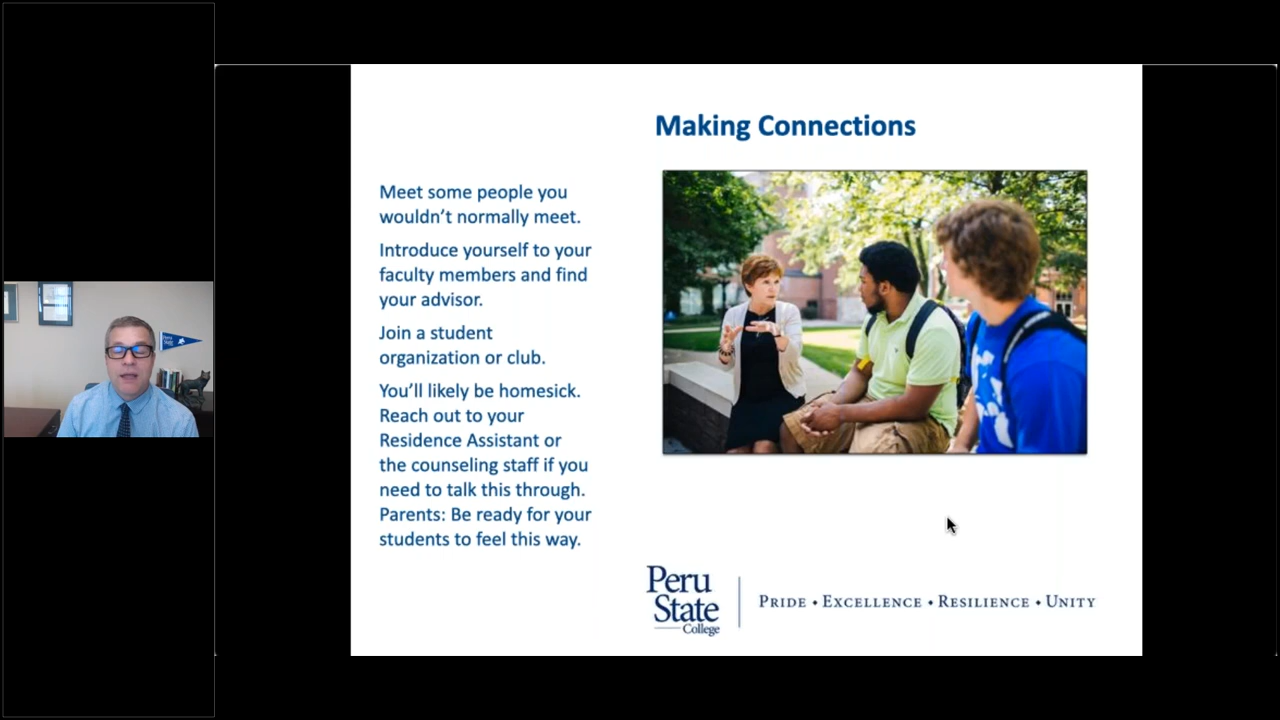 Making Connections
Meet some people you
wouldn't normally meet.
Introduce yourself to your
faculty members and find
your advisor.
Join a student
organization or club.
You'll likely be homesick.
Reach out to your
Residence Assistant or
the counseling staff if you
need to talk this through.
Parents: Be ready for your
students to feel this way.
Peru
State
College
PRIDE • EXCELLENCE • RESILIENCE • UNITY